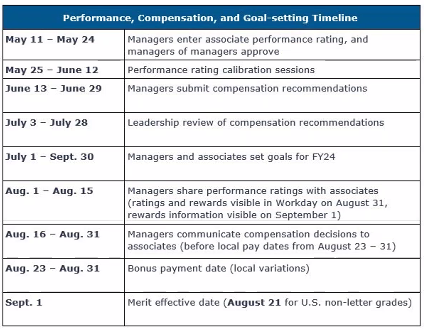 Performance, Compensation, and Goal-setting Timeline
May 11 – May 24
Managers enter associate performance rating, and
managers of managers approve
May 25 – June 12
Performance rating calibration sessions
June 13 – June 29
Managers submit compensation recommendations
July 3 – July 28
Leadership review of compensation recommendations
July 1 – Sept. 30
Managers and associates set goals for FY24
Aug. 1 – Aug. 15
Managers share performance ratings with associates
(ratings and rewards visible in Workday on August 31,
rewards information visible on September 1)
Aug. 16 – Aug. 31
Managers communicate compensation decisions to
associates (before local pay dates from August 23 – 31)
Aug. 23 – Aug. 31
Bonus payment date (local variations)
Sept. 1
Merit effective date (August 21 for U.S. non-letter grades)